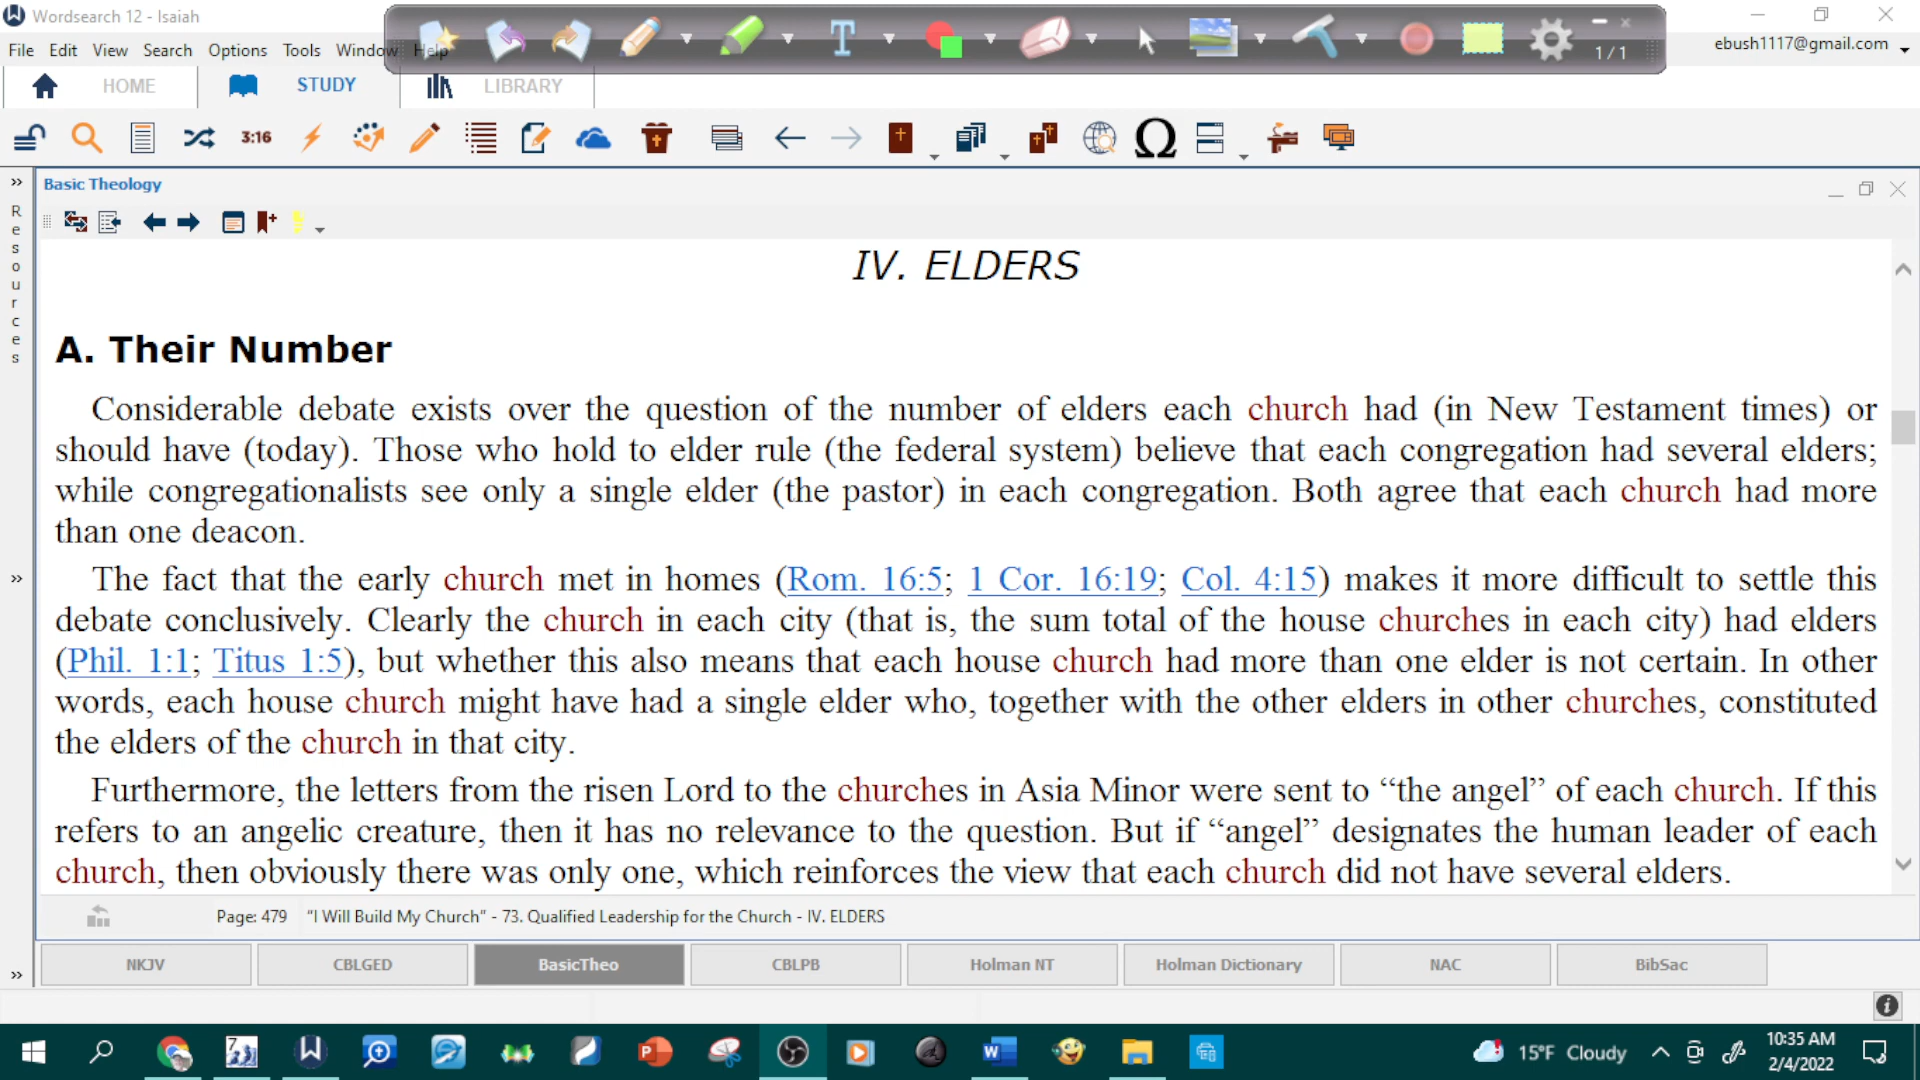 Wordsearch 12 - Isaiah
File Edit View Search Options Tools Window Help
1/1
ebush1117@gmail.com
HOME STUDY LIBRARY
3:16
Resources
Basic Theology
IV. ELDERS
A. Their Number
Considerable debate exists over the question of the number of elders each church had (in New Testament times) or
should have (today). Those who hold to elder rule (the federal system) believe that each congregation had several elders;
while congregationalists see only a single elder (the pastor) in each congregation. Both agree that each church had more
than one deacon.
The fact that the early church met in homes (Rom. 16:5; 1 Cor. 16:19; Col. 4:15) makes it more difficult to settle this
debate conclusively. Clearly the church in each city (that is, the sum total of the house churches in each city) had elders
(Phil. 1:1; Titus 1:5), but whether this also means that each house church had more than one elder is not certain. In other
words, each house church might have had a single elder who, together with the other elders in other churches, constituted
the elders of the church in that city.
Furthermore, the letters from the risen Lord to the churches in Asia Minor were sent to “the angel” of each church. If this
refers to an angelic creature, then it has no relevance to the question. But if “angel” designates the human leader of each
church, then obviously there was only one, which reinforces the view that each church did not have several elders.
Page: 479 "I Will Build My Church" - 73. Qualified Leadership for the Church - IV. ELDERS
NKJV CBLGED BasicTheo CBLPB Holman NT Holman Dictionary NAC BibSac
15°F Cloudy
10:35 AM
2/4/2022